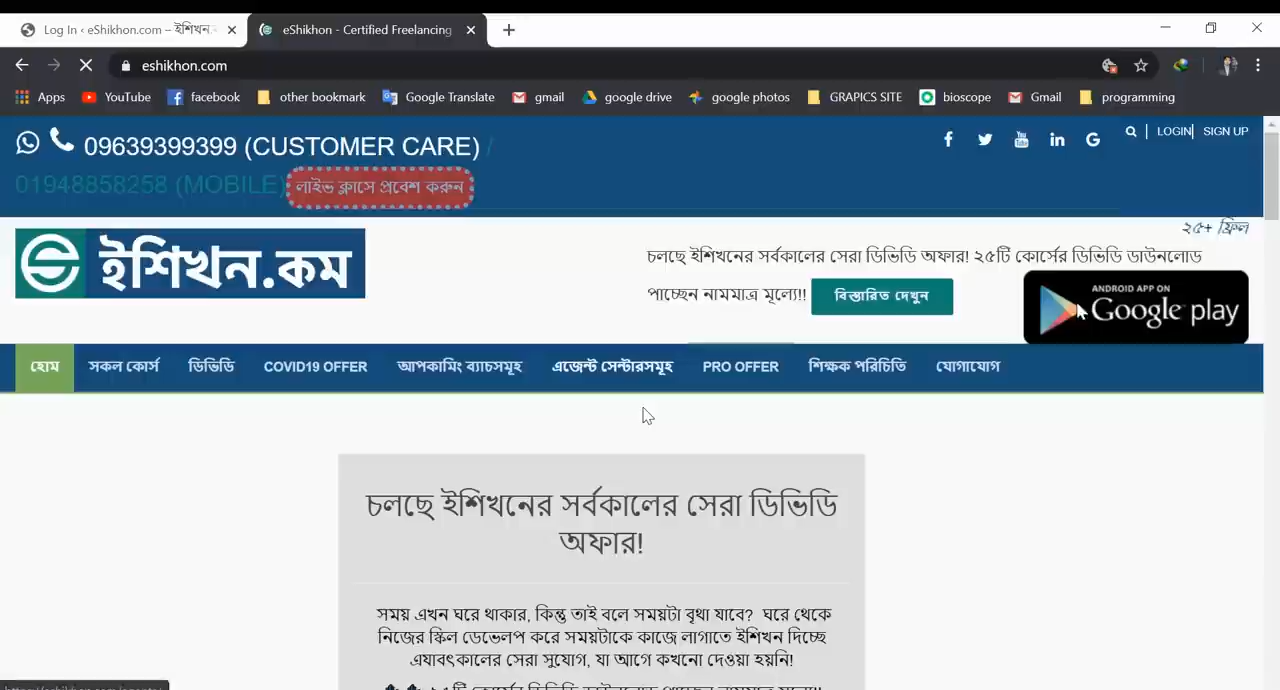 Log In ‹ eShikhon.com – ইশিখন
eShikhon - Certified Freelancing
eshikhon.com
Apps YouTube facebook other bookmark Google Translate gmail google drive google photos GRAPICS SITE bioscope Gmail programming
09639399399 (CUSTOMER CARE) /
01948858258 (MOBILE) লাইভ ক্লাসে প্রবেশ করুন
LOGIN SIGN UP
ইশিখন.কম
চলছে ইশিখনের সর্বকালের সেরা ডিভিডি অফার! ২৫টি কোর্সের ডিভিডি ডাউনলোড
পাচ্ছেন নামমাত্র মূল্যে!! বিস্তারিত দেখুন
২৫+ ফ্রিল
ANDROID APP ON
Google play
হোম সকল কোর্স ডিভিডি COVID19 OFFER আপকামিং ব্যাচসমূহ এজেন্ট সেন্টারসমূহ PRO OFFER শিক্ষক পরিচিতি যোগাযোগ
চলছে ইশিখনের সর্বকালের সেরা ডিভিডি
অফার!
সময় এখন ঘরে থাকার, কিন্তু তাই বলে সময়টা বৃথা যাবে? ঘরে থেকে
নিজের স্কিল ডেভেলপ করে সময়টাকে কাজে লাগাতে ইশিখন দিচ্ছে
এযাবৎকালের সেরা সুযোগ, যা আগে কখনো দেওয়া হয়নি!
২৫টি কোর্সের ডিভিডি ডাউনলোড পাচ্ছেন নামমাত্র মূল্যে!!